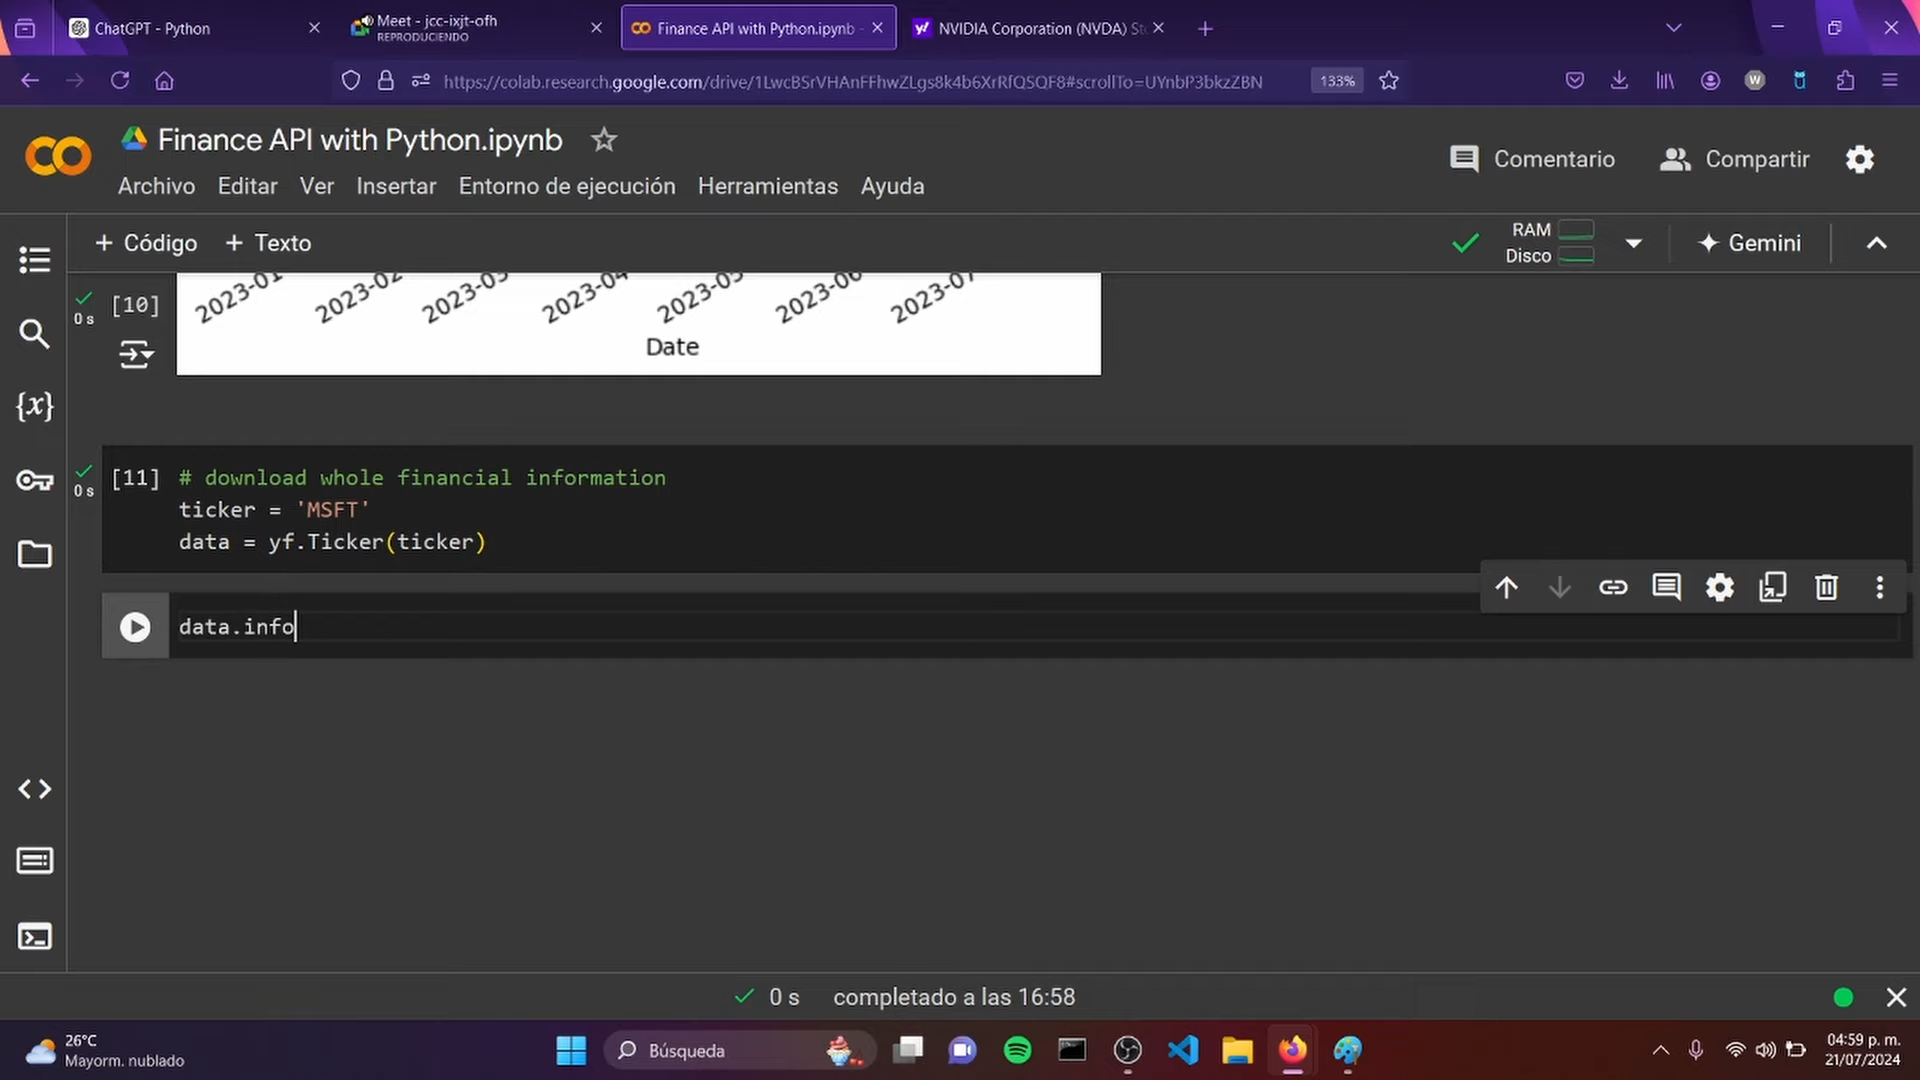 ChatGPT - Python
Meet - jcc-ixjt-ofh
REPRODUCIENDO
Finance API with Python.ipynb -
NVIDIA Corporation (NVDA) St
https://colab.research.google.com/drive/1LwcBSrVHAnFFhwZLgs8k4b6XrRfQSQF8#scrollTo=UYnbP3bkzZBN
133%
W
Finance API with Python.ipynb
Comentario
Compartir
Archivo
Editar
Ver
Insertar
Entorno de ejecución
Herramientas
Ayuda
+ Código
+ Texto
RAM
Disco
Gemini
[10]
0 s
2023-01
2023-02
2023-03
2023-04
2023-05
2023-06
2023-07
Date
{x}
[11]
0 s
# download whole financial information
ticker = 'MSFT'
data = yf.Ticker(ticker)
data.info
0 s
completado a las 16:58
26°C
Mayorm. nublado
Búsqueda
04:59 p. m.
21/07/2024